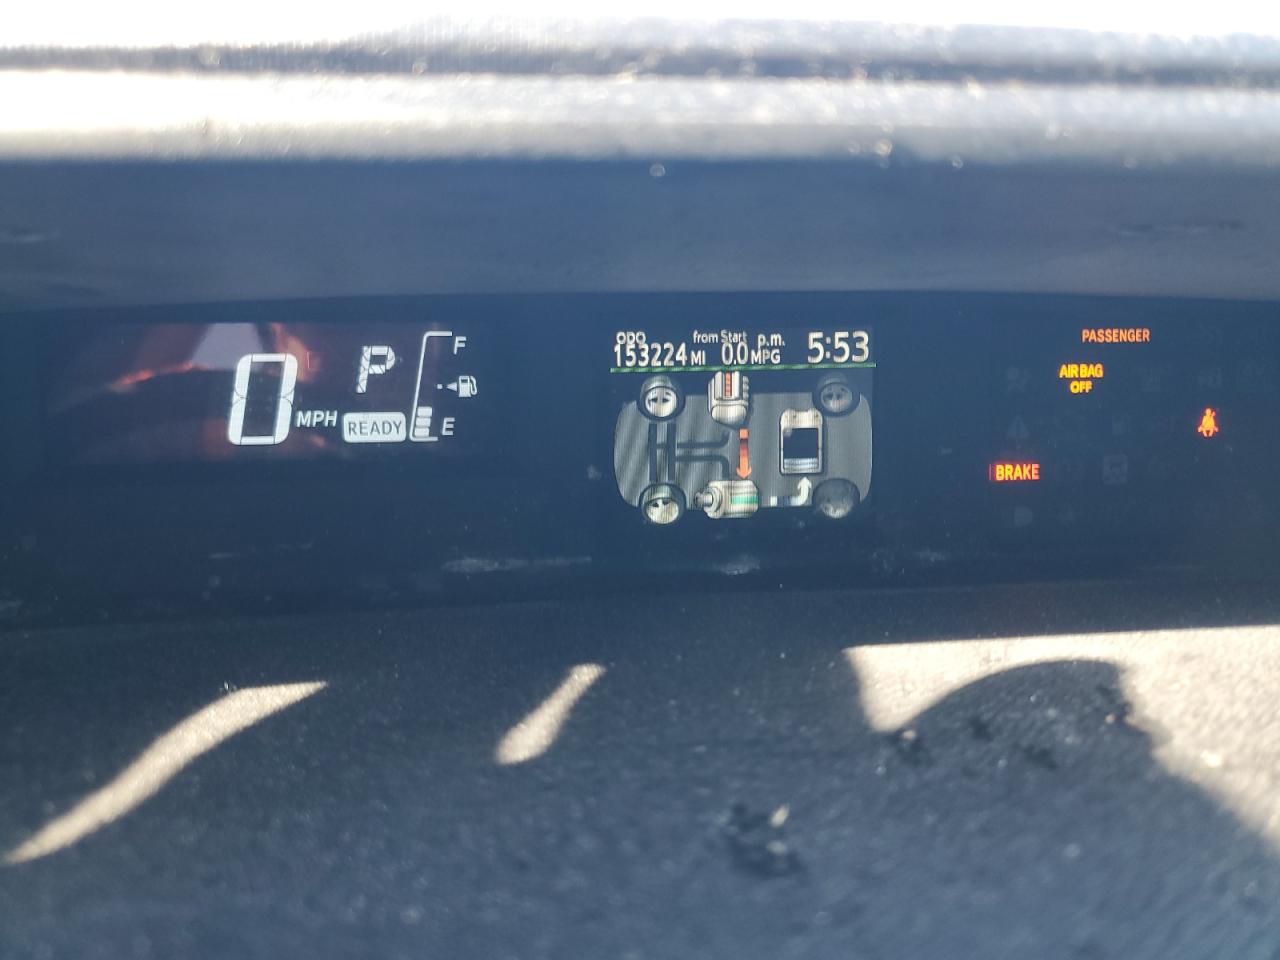 0 MPH
P
READY
F
E
ODO from Start p.m. 5:53
153224 MI 0.0 MPG
PASSENGER
AIRBAG
OFF
BRAKE